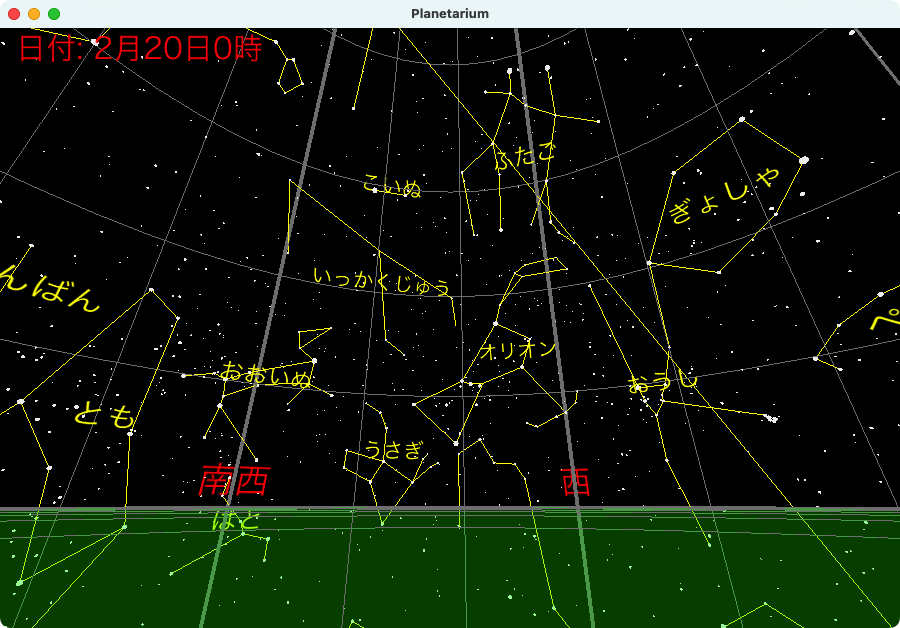 Planetarium
日付: 2月20日0時
ふたご
こいぬ
ぎょしゃ
いっかくじゅう
んばん
ペ
オリオン
おおいぬ
おうし
とも
うさぎ
南西
西
はと